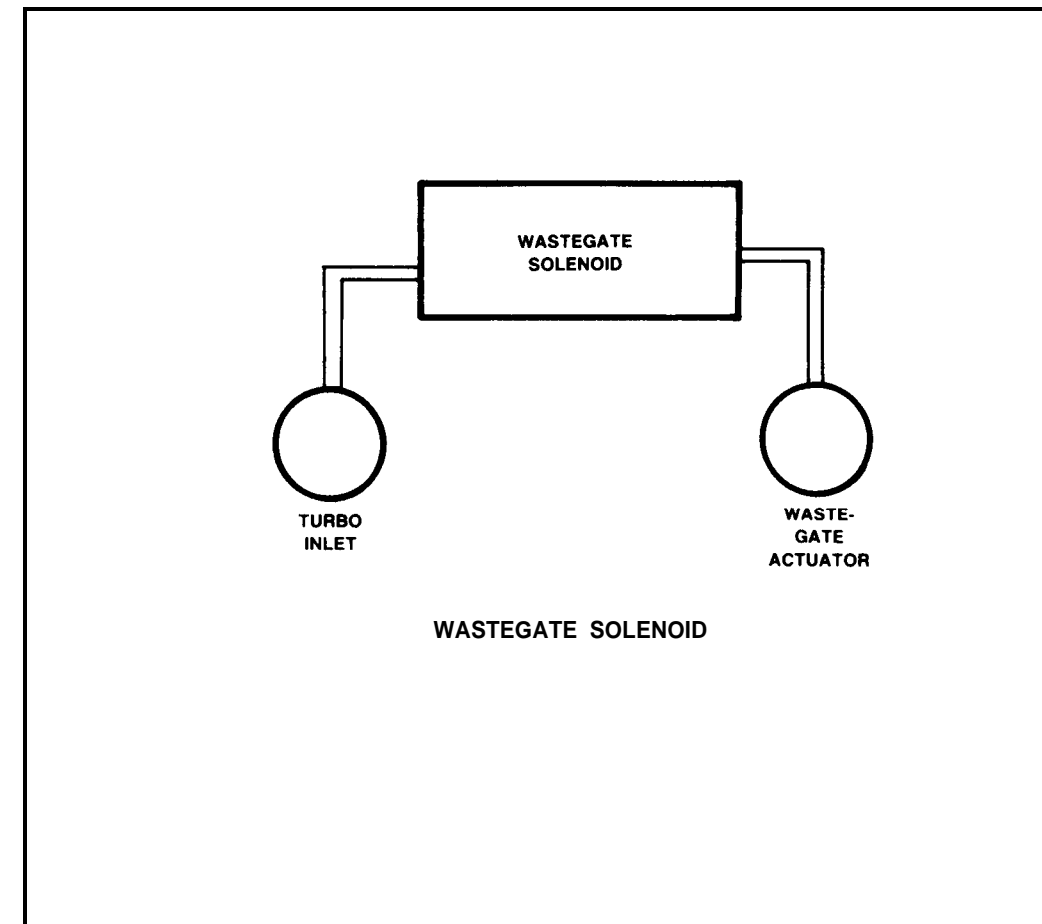 WASTEGATE
SOLENOID
TURBO
INLET
WASTE-
GATE
ACTUATOR
WASTEGATE SOLENOID